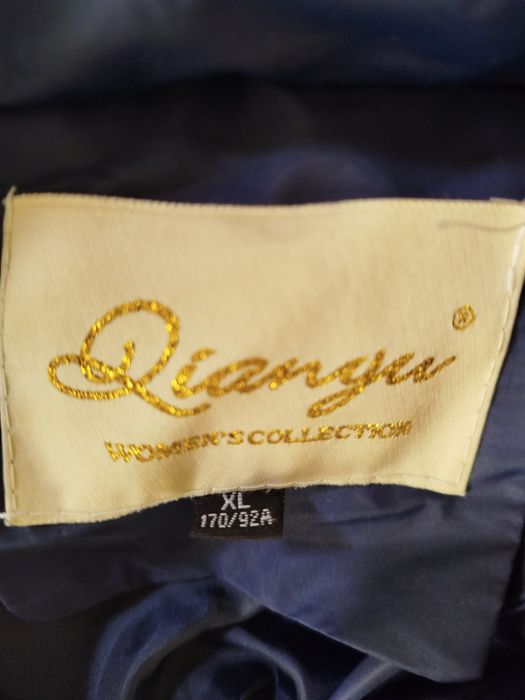 Qianyu®
WOMEN'S COLLECTION
XL
170/92A